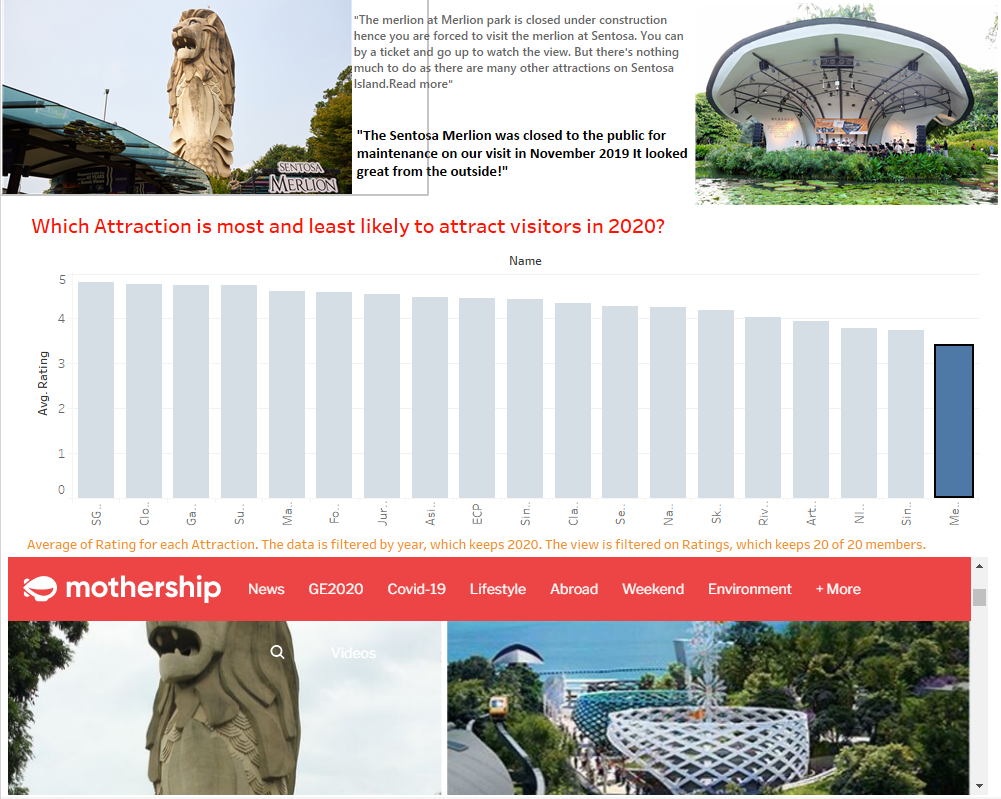 "The merlion at Merlion park is closed under construction
hence you are forced to visit the merlion at Sentosa. You can
by a ticket and go up to watch the view. But there's nothing
much to do as there are many other attractions on Sentosa
Island.Read more"
"The Sentosa Merlion was closed to the public for
maintenance on our visit in November 2019 It looked
great from the outside!"
SENTOSA
MERLION
Which Attraction is most and least likely to attract visitors in 2020?
Name
Avg. Rating
5
4
3
2
1
0
SG..
Clo..
Ga..
Su..
Ma..
Fo..
Jur..
Asi..
ECP
Sin..
Cla..
Se..
Na..
Sk..
Riv..
Art..
NI..
Sin..
Me..
Average of Rating for each Attraction. The data is filtered by year, which keeps 2020. The view is filtered on Ratings, which keeps 20 of 20 members.
mothership News GE2020 Covid-19 Lifestyle Abroad Weekend Environment + More
Videos